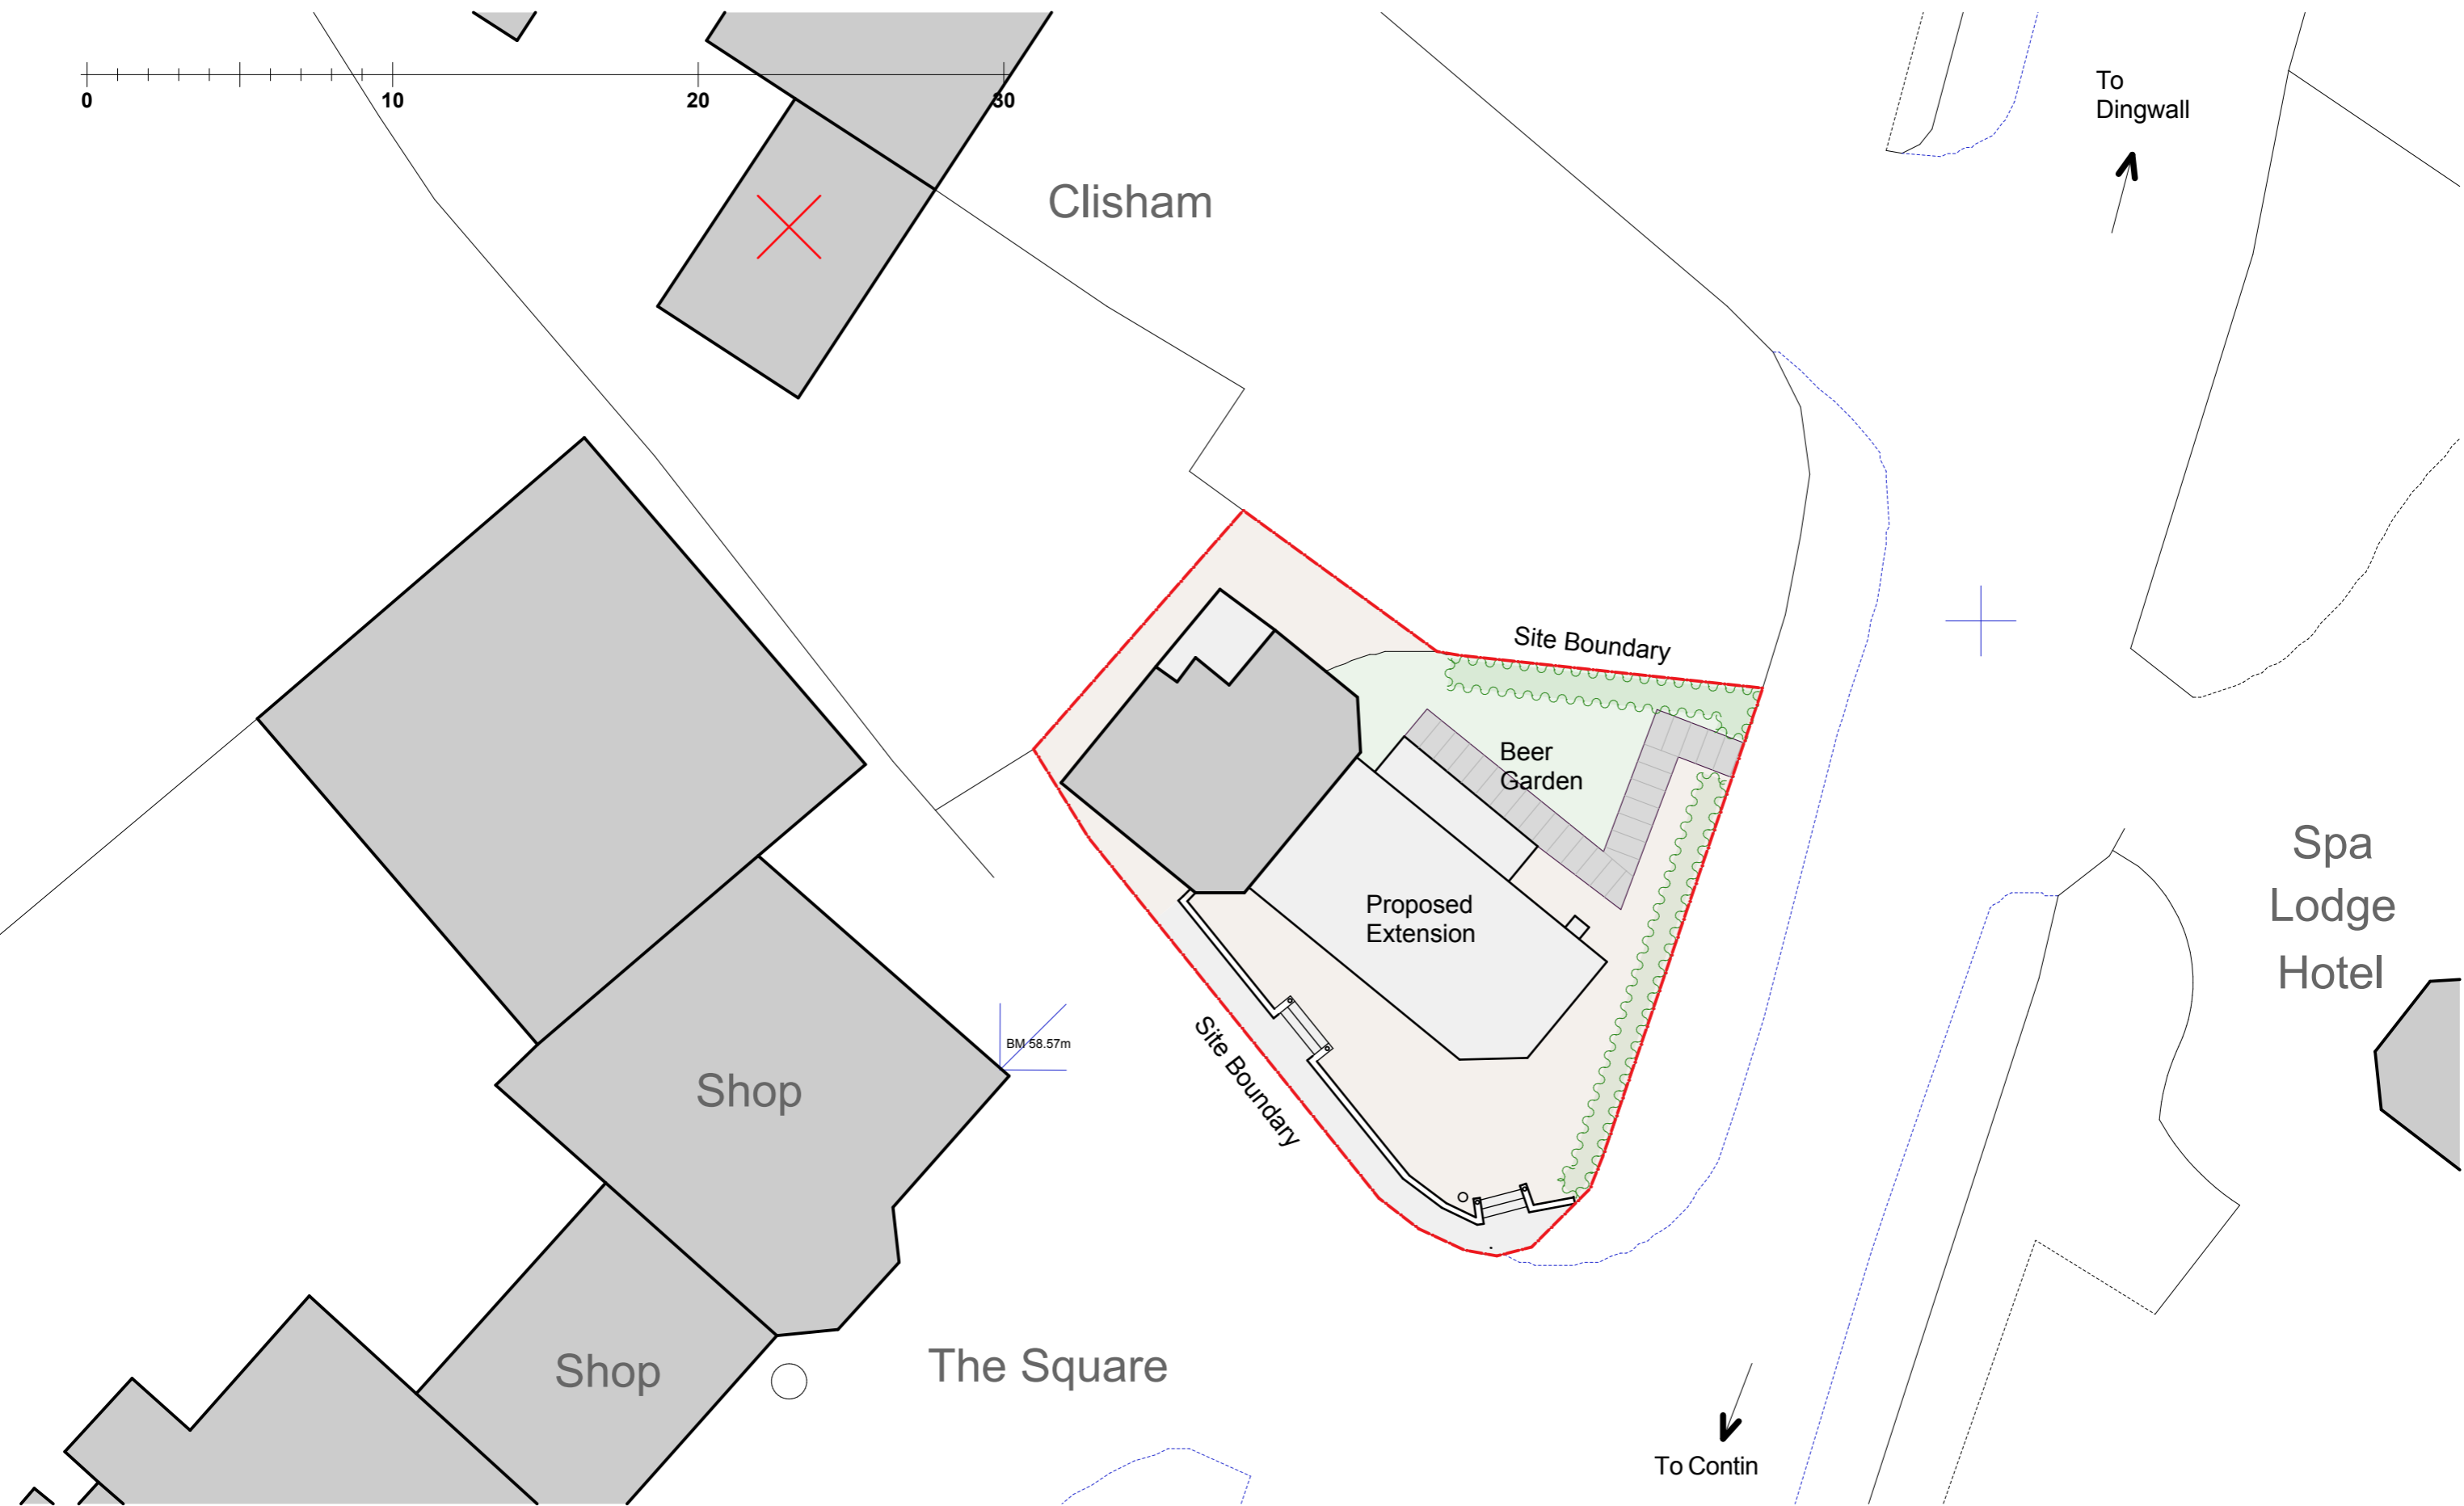 To
Dingwall
0
10
20
30
Clisham
Site Boundary
Beer
Garden
Spa
Lodge
Hotel
Proposed
Extension
BM 58.57m
Site Boundary
Shop
Shop
The Square
To Contin